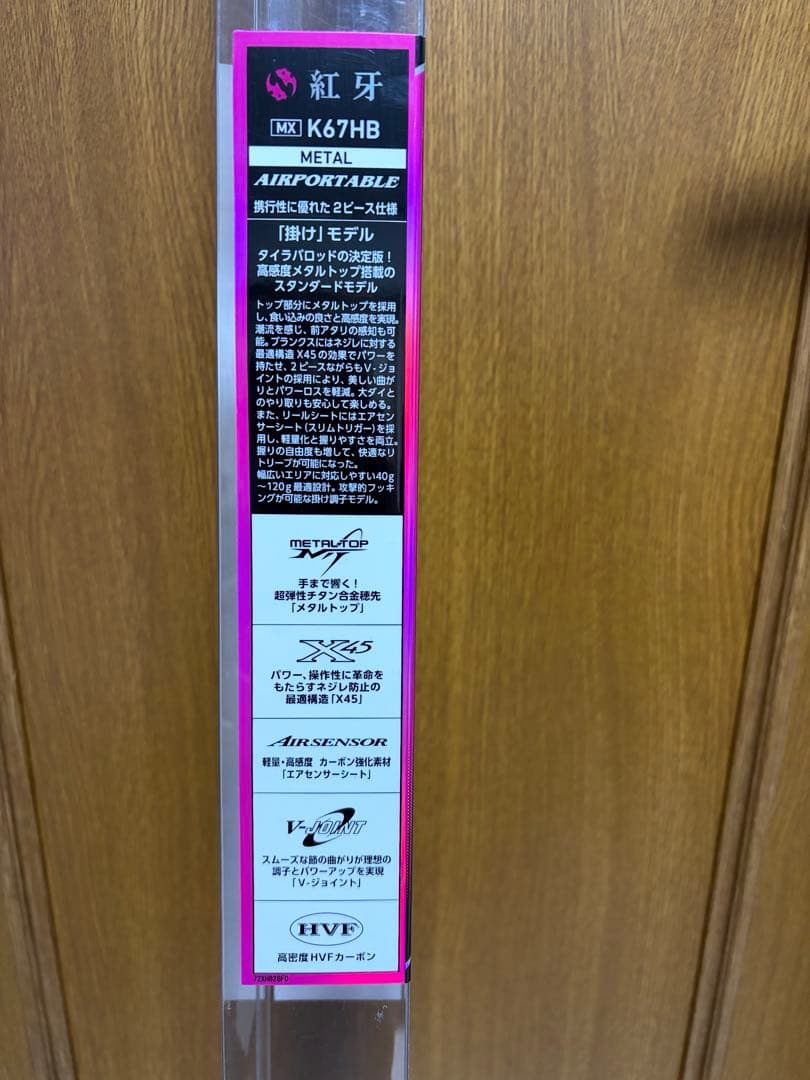 紅牙
MX K67HB
METAL
AIRPORTABLE
携行性に優れた2ピース仕様
「掛け」モデル
タイラバロッドの決定版!
高感度メタルトップ搭載の
スタンダードモデル
トップ部分にメタルトップを採用
し、食い込みの良さと高感度を実現。
潮流を感じ、前アタリの感知も可
能。ブランクスにはネジレに対する
最適構造X45の効果でパワーを
持たせ、2ピースながらもV-ジョ
イントの採用により、美しい曲が
りとパワーロスを軽減。大ダイと
のやり取りも安心して楽しめる。
また、リールシートにはエアセン
サーシート(スリムトリガー)を採
用し、軽量化と握りやすさを両立。
握りの自由度も増して、快適なリ
トリーブが可能になった。
幅広いエリアに対応しやすい40g
~120g最適設計。攻撃的フッキ
ングが可能な掛け調子モデル。
METAL-TOP
MT
手まで響く!
超弾性チタン合金穂先
「メタルトップ」
X45
パワー、操作性に革命を
もたらすネジレ防止の
最適構造「X45」
AIRSENSOR
軽量・高感度 カーボン強化素材
「エアセンサーシート」
V-JOINT
スムーズな節の曲がりが理想の
調子とパワーアップを実現
「V-ジョイント」
HVF
高密度HVFカーボン